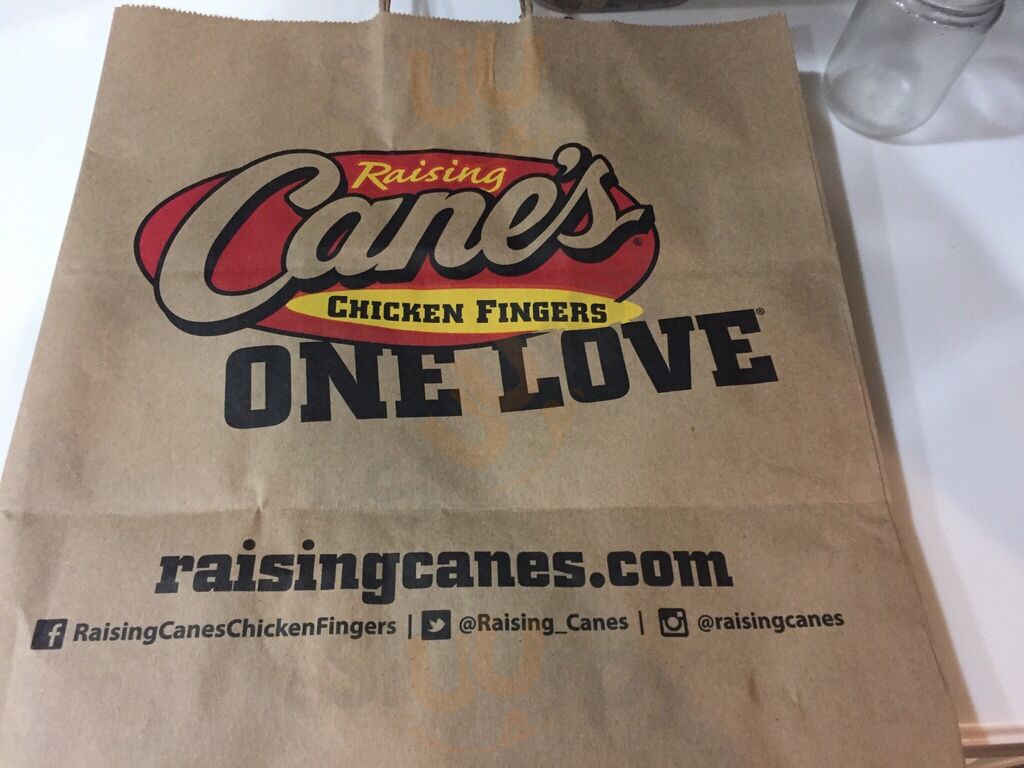 Raising
Cane's®
CHICKEN FINGERS
ONE LOVE®
raisingcanes.com
RaisingCanesChickenFingers | @Raising_Canes | @raisingcanes